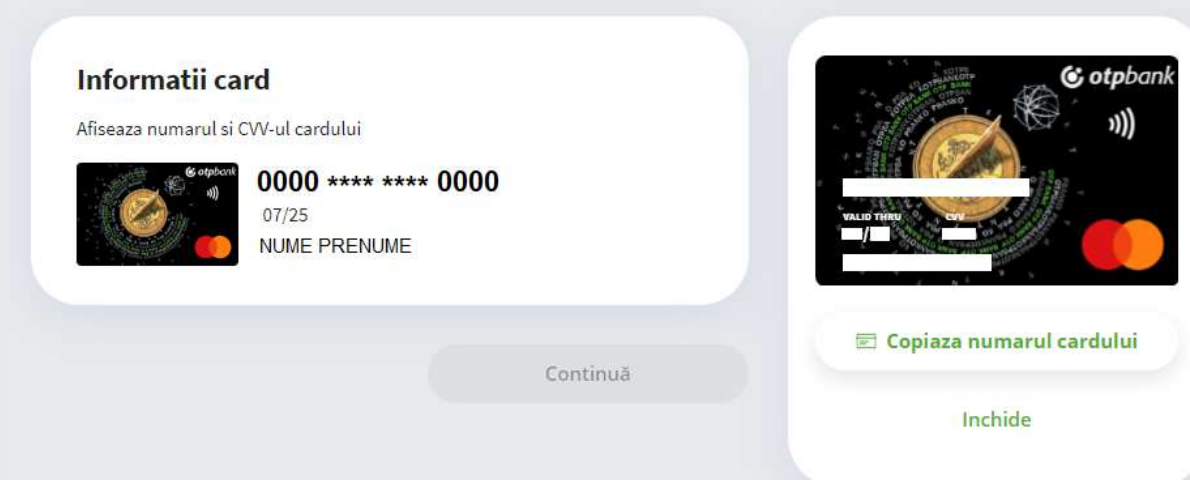 Informatii card
Afiseaza numarul si CVV-ul cardului
otpbank
0000 **** **** 0000
07/25
NUME PRENUME
Continuă
otpbank
VALID THRU CVV
/
Copiaza numarul cardului
Inchide